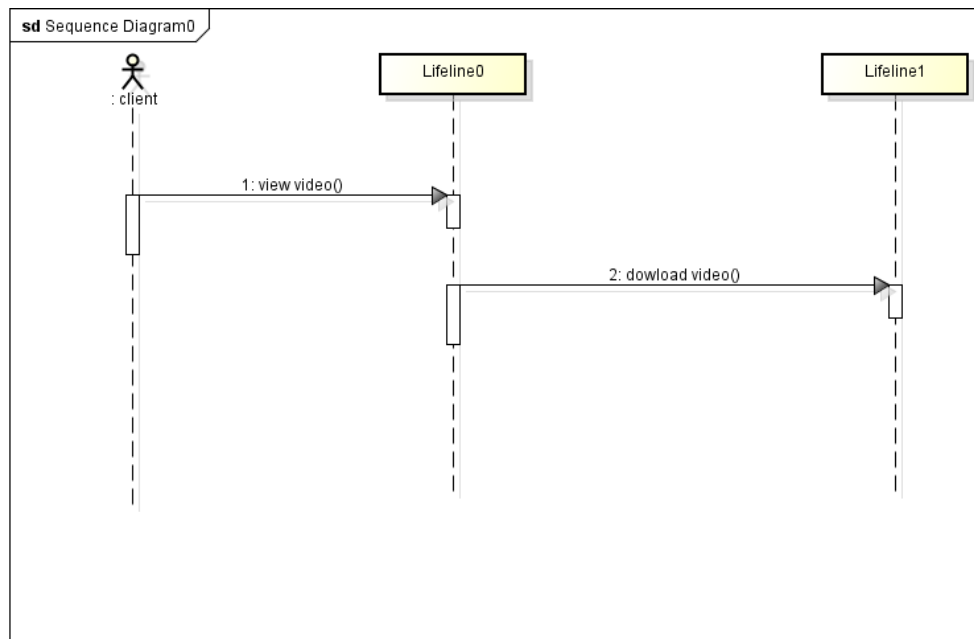 sd Sequence Diagram0
: client
Lifeline0
Lifeline1
1: view video()
2: dowload video()